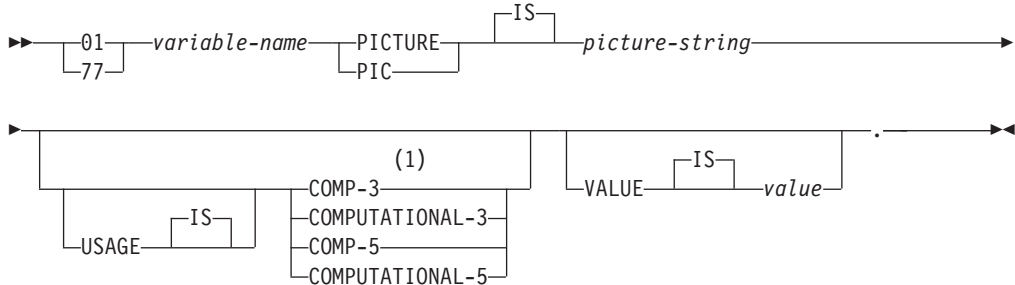 IS
01 variable-name PICTURE picture-string
77 PIC
(1)
COMP-3 IS
IS COMPUTATIONAL-3 VALUE value .
USAGE COMP-5
COMPUTATIONAL-5